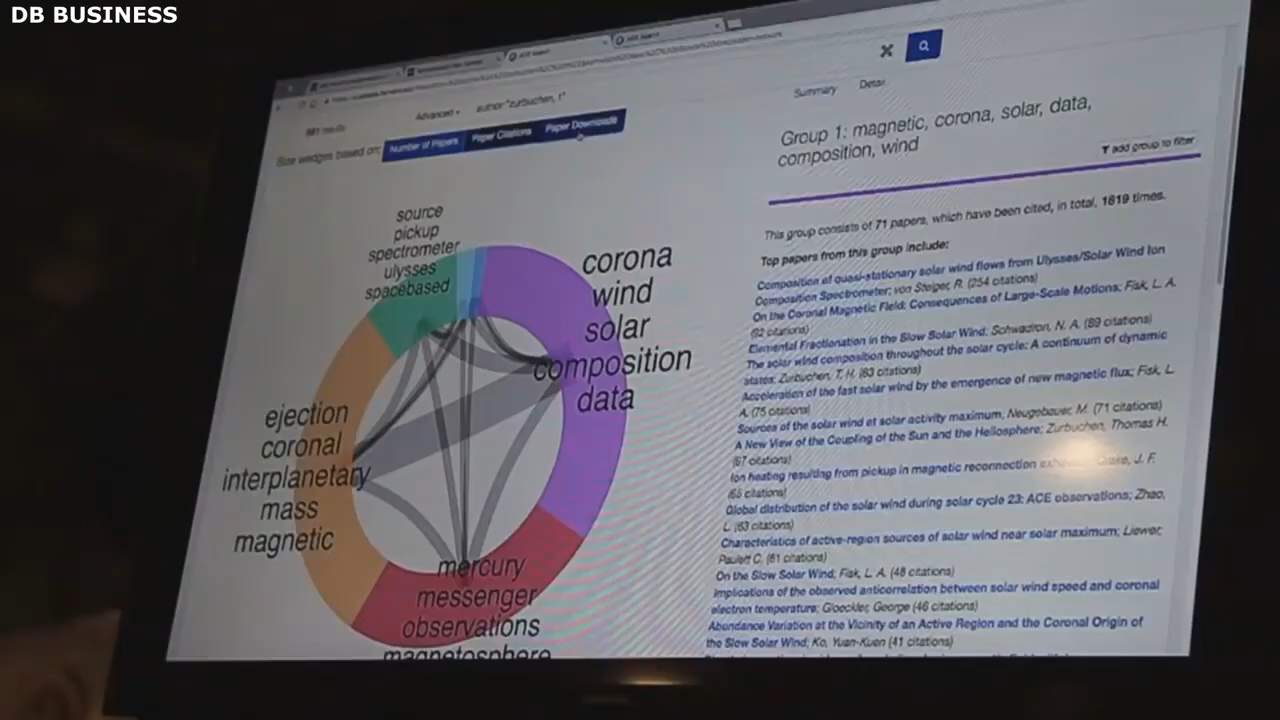 DB BUSINESS
Advanced
author:"zurbuchen, t"
Size wedges based on:
Number of Papers
Paper Citations
Paper Downloads
source
pickup
spectrometer
ulysses
spacebased
corona
wind
solar
composition
data
ejection
coronal
interplanetary
mass
magnetic
mercury
messenger
observations
magnetosphere
Summary
Detail
Group 1: magnetic, corona, solar, data,
composition, wind
add group to filter
This group consists of 71 papers, which have been cited, in total, 1619 times.
Top papers from this group include:
Composition of quasi-stationary solar wind flows from Ulysses/Solar Wind Ion
Composition Spectrometer; von Steiger, R. (254 citations)
On the Coronal Magnetic Field: Consequences of Large-Scale Motions; Fisk, L. A.
(92 citations)
Elemental Fractionation in the Slow Solar Wind; Schwadron, N. A. (89 citations)
The solar wind composition throughout the solar cycle: A continuum of dynamic
states; Zurbuchen, T. H. (83 citations)
Acceleration of the fast solar wind by the emergence of new magnetic flux; Fisk, L.
A. (75 citations)
Sources of the solar wind at solar activity maximum; Neugebauer, M. (71 citations)
A New View of the Coupling of the Sun and the Heliosphere; Zurbuchen, Thomas H.
(67 citations)
Ion heating resulting from pickup in magnetic reconnection Drake, J. F.
(65 citations)
Global distribution of the solar wind during solar cycle 23: ACE observations; Zhao,
L. (63 citations)
Characteristics of active-region sources of solar wind near solar maximum; Liewer,
Paulett C. (61 citations)
On the Slow Solar Wind; Fisk, L. A. (48 citations)
Implications of the observed anticorrelation between solar wind speed and coronal
electron temperature; Gloeckler, George (46 citations)
Abundance Variation at the Vicinity of an Active Region and the Coronal Origin of
the Slow Solar Wind; Ko, Yuan-Kuen (41 citations)